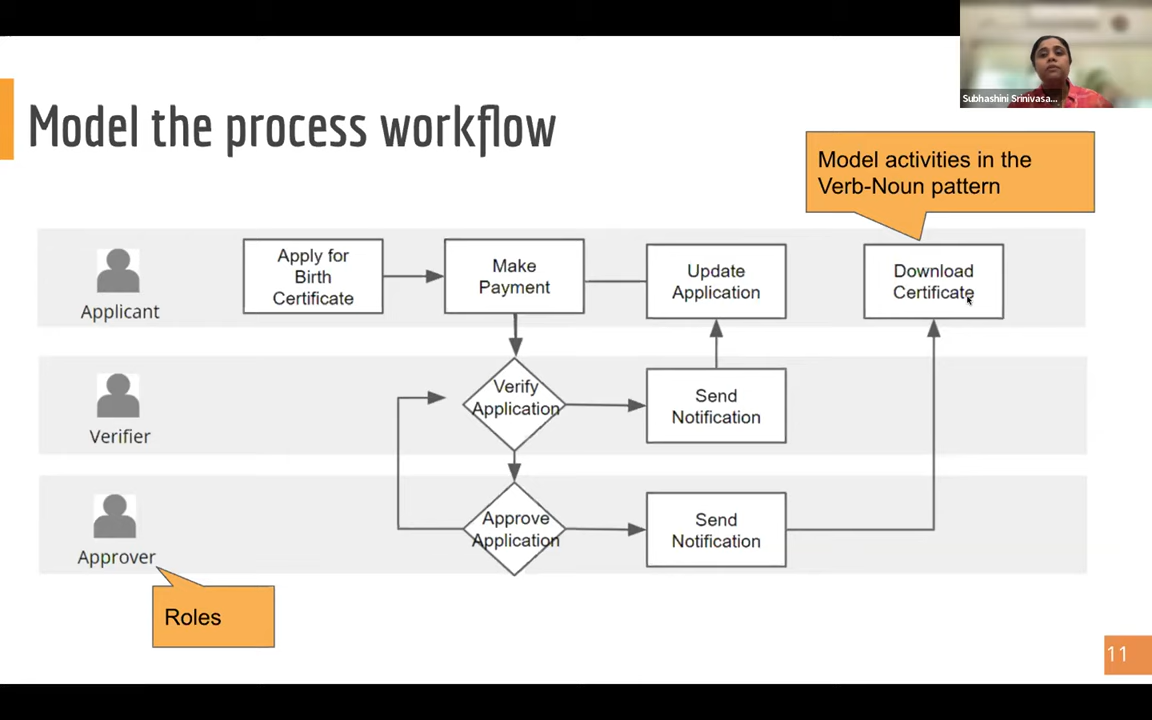 Subhashini Srinivasa...
Model the process workflow
Model activities in the
Verb-Noun pattern
Apply for
Birth
Certificate
Make
Payment
Update
Application
Download
Certificate
Applicant
Verify
Application
Send
Notification
Verifier
Approve
Application
Send
Notification
Approver
Roles
11